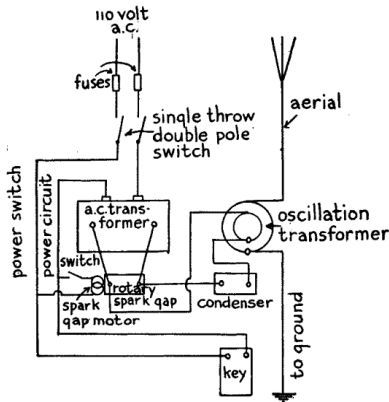 110 volt
a.c.
fuses
aerial
single throw
double pole
switch
power switch
power circuit
a.c. trans-
former
oscillation
transformer
switch
rotary
spark gap
condenser
spark
gap motor
to ground
key